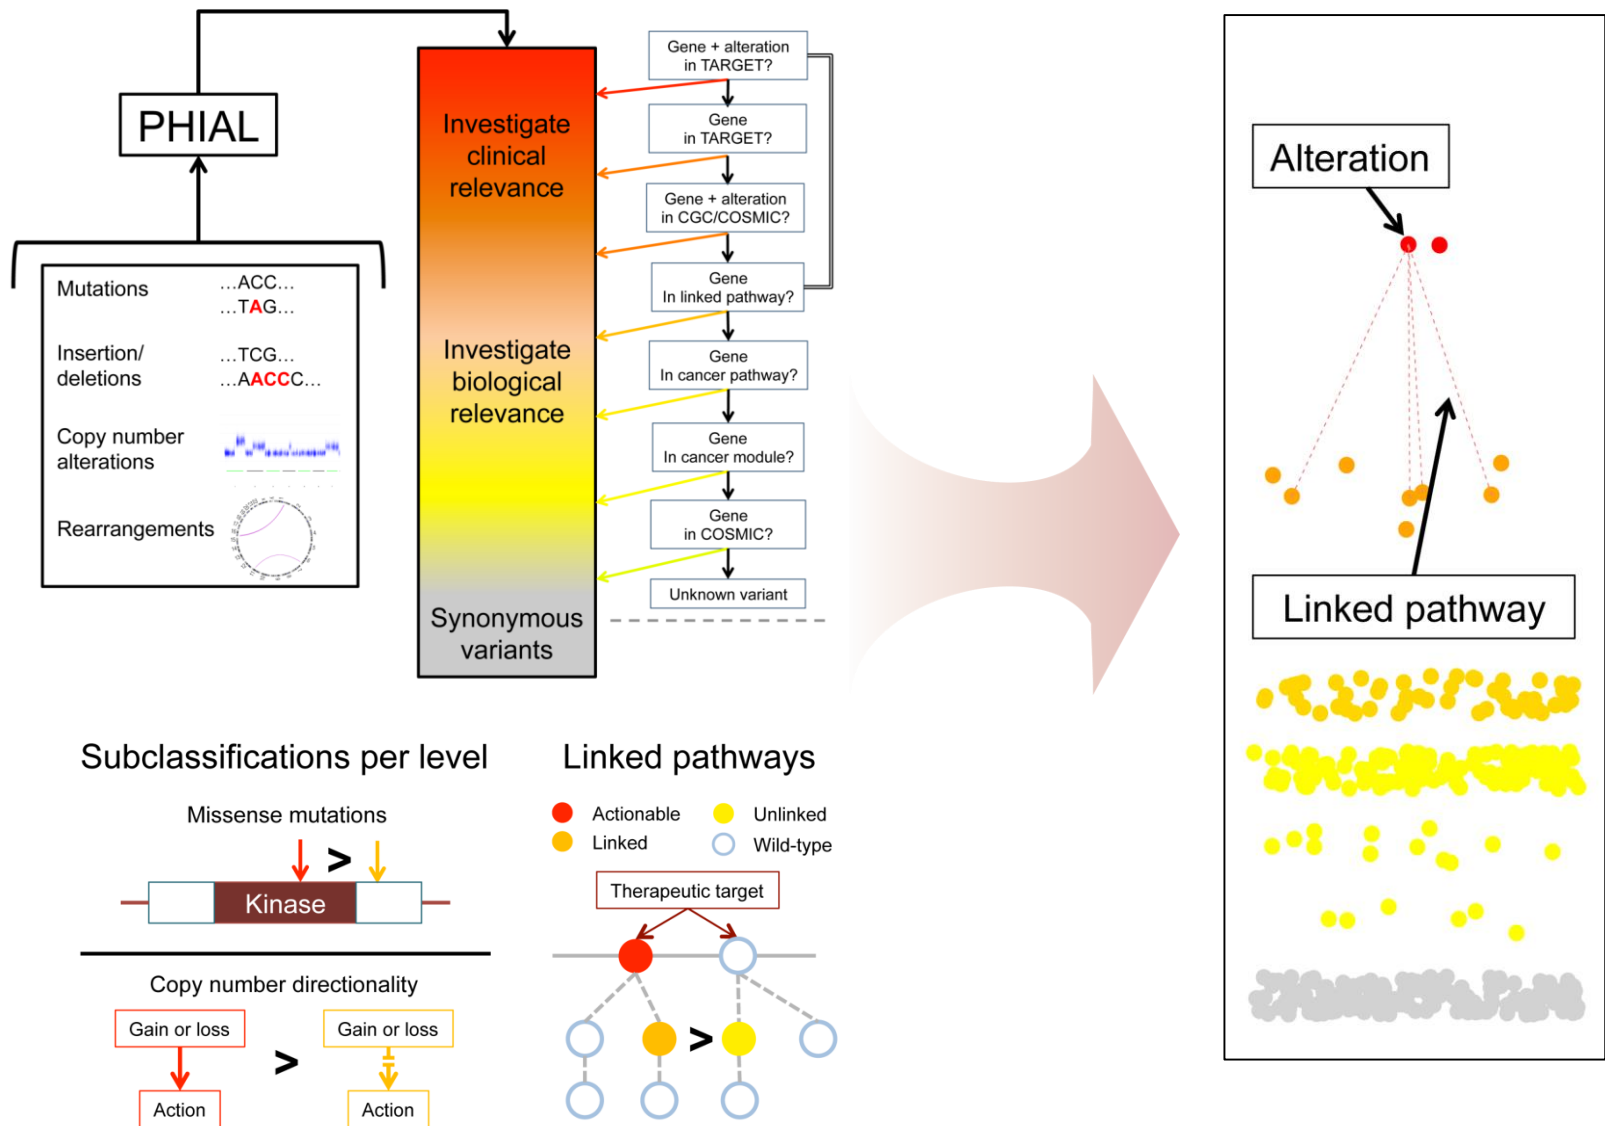 PHIAL
Mutations
...ACC...
...TAG...
Insertion/
deletions
...TCG...
...AACCC...
Copy number
alterations
Rearrangements
Investigate
clinical
relevance
Investigate
biological
relevance
Synonymous
variants
Gene + alteration
in TARGET?
Gene
in TARGET?
Gene + alteration
in CGC/COSMIC?
Gene
In linked pathway?
Gene
In cancer pathway?
Gene
In cancer module?
Gene
in COSMIC?
Unknown variant
Alteration
Linked pathway
Subclassifications per level
Missense mutations
>
Kinase
Copy number directionality
Gain or loss
Action
>
Gain or loss
Action
Linked pathways
Actionable
Linked
Unlinked
Wild-type
Therapeutic target
>